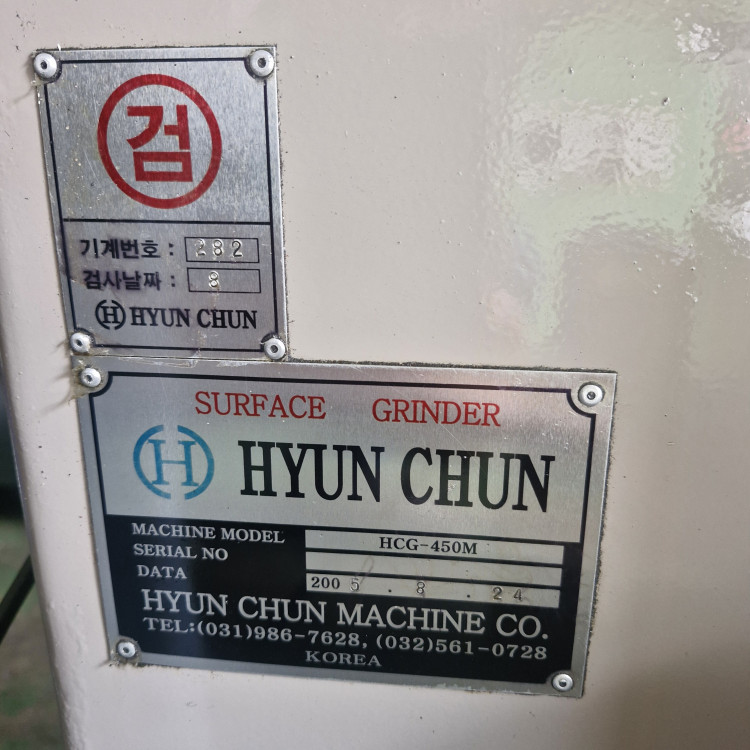 검
기계번호 : 282
검사날짜 : 8
H HYUN CHUN
SURFACE GRINDER
H HYUN CHUN
MACHINE MODEL HCG-450M
SERIAL NO
DATA 2005 . 8 . 24
HYUN CHUN MACHINE CO.
TEL:(031)986-7628, (032)561-0728
KOREA